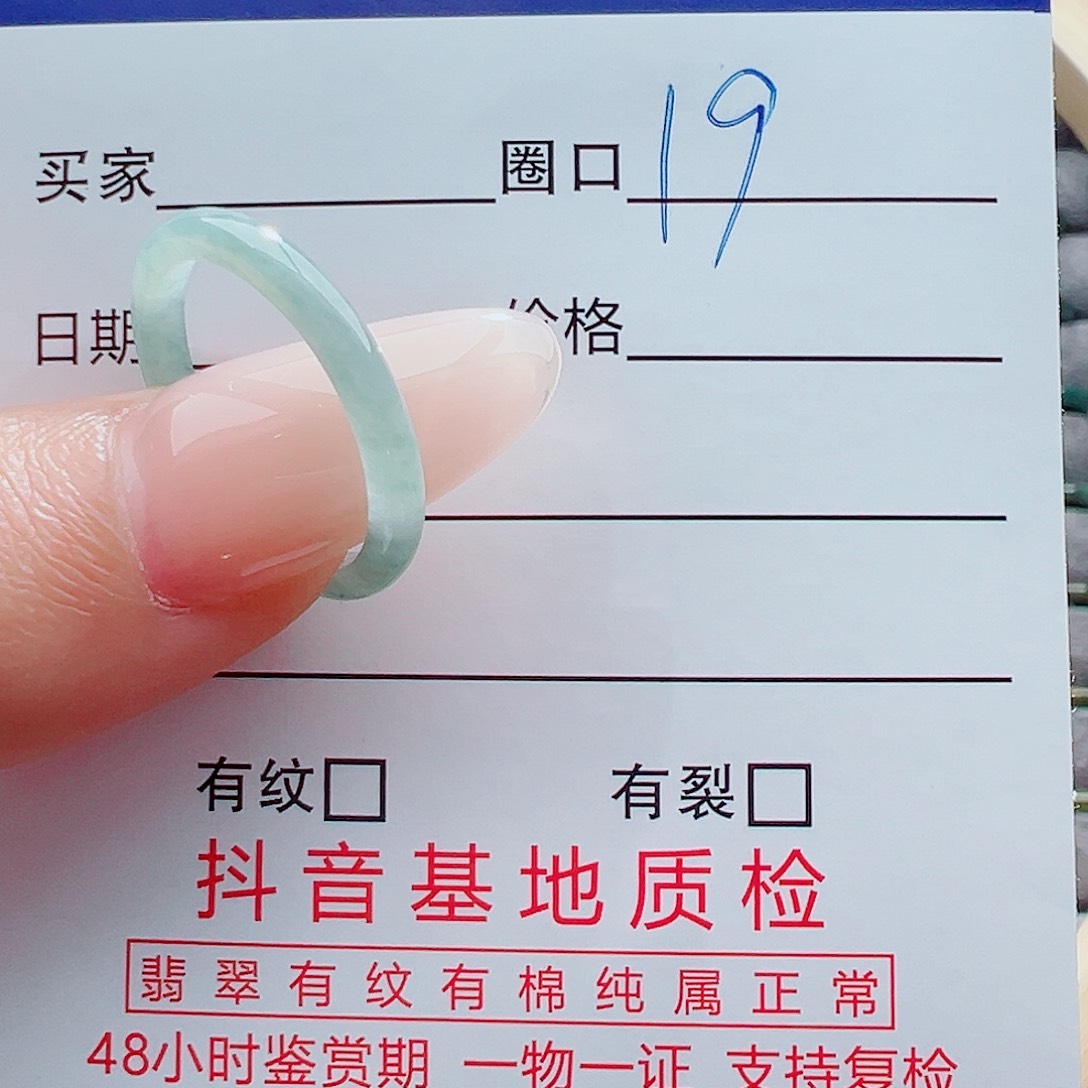 买家 圈口 19
日期 价格
有纹 有裂
抖音基地质检
翡翠有纹有棉纯属正常
48小时鉴赏期 一物一证 支持复检